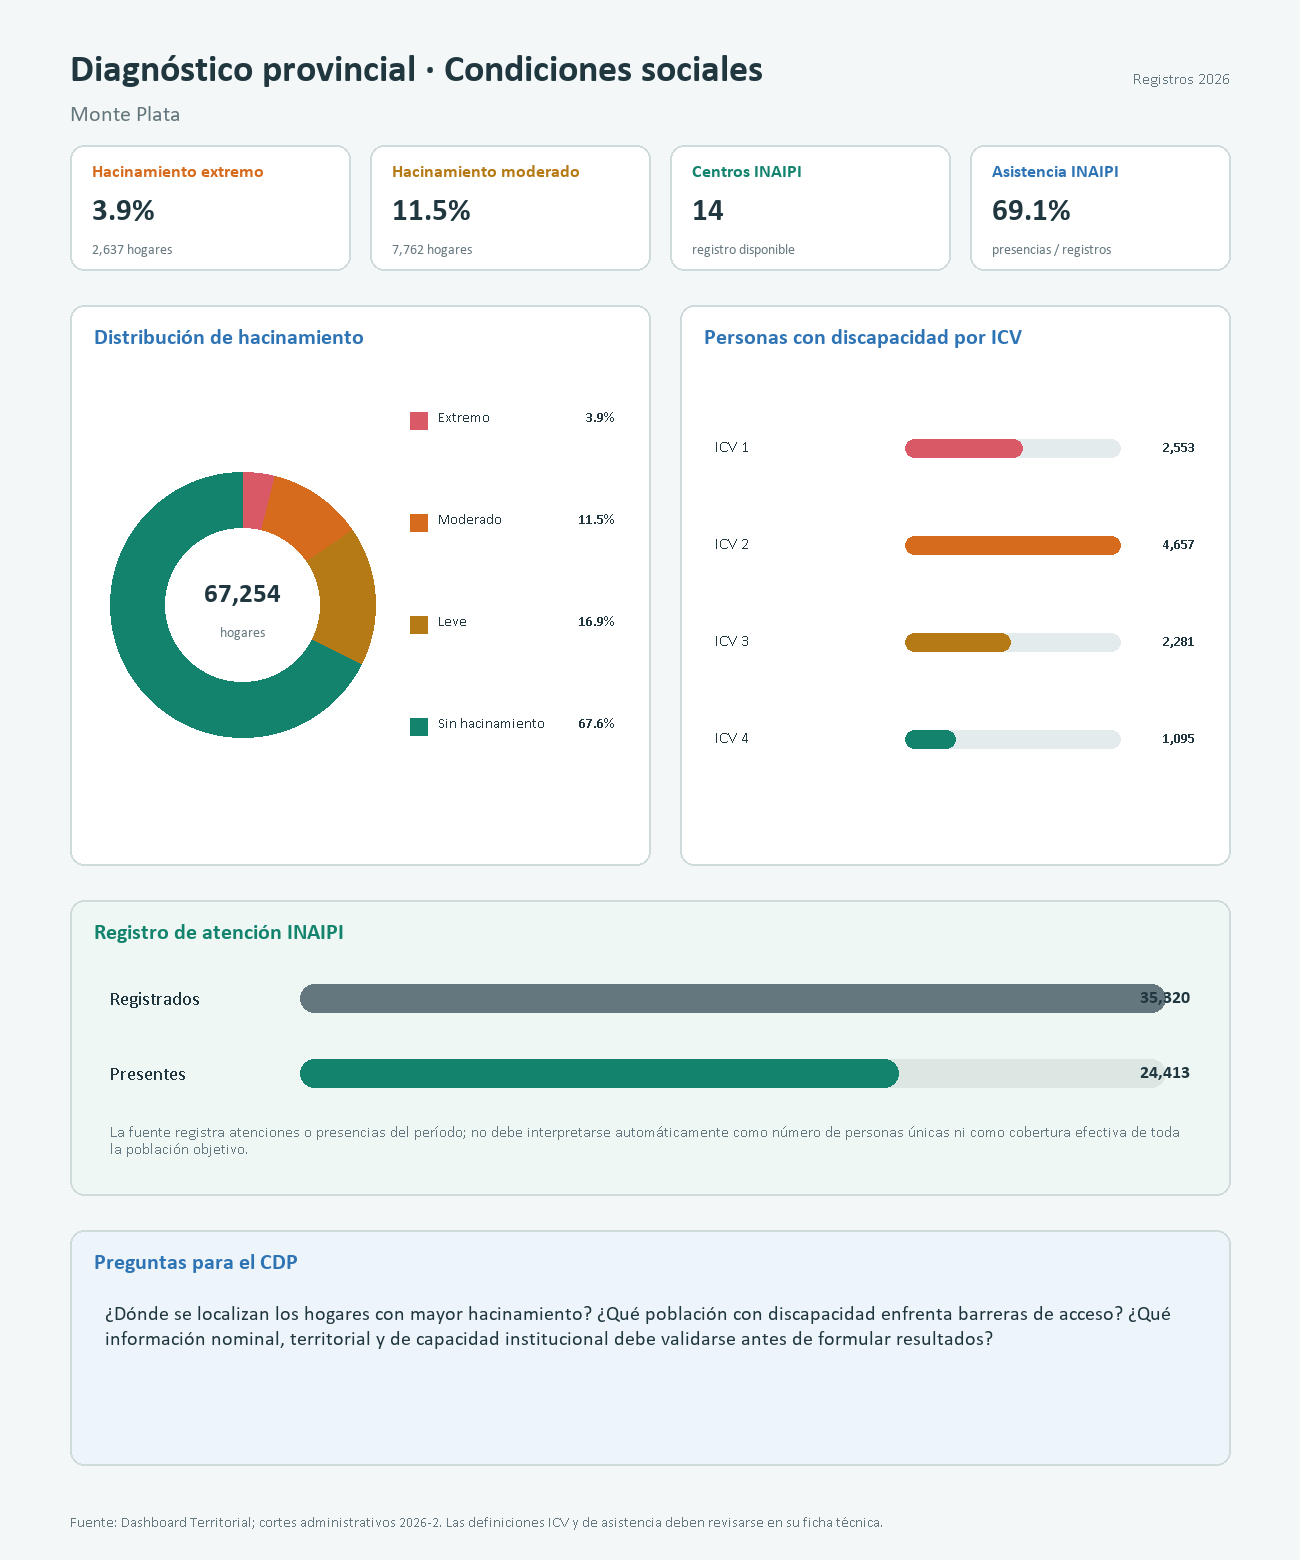 Diagnóstico provincial · Condiciones sociales
Registros 2026
Monte Plata
Hacinamiento extremo
3.9%
2,637 hogares
Hacinamiento moderado
11.5%
7,762 hogares
Centros INAIPI
14
registro disponible
Asistencia INAIPI
69.1%
presencias / registros
Distribución de hacinamiento
Extremo 3.9%
Moderado 11.5%
Leve 16.9%
Sin hacinamiento 67.6%
67,254
hogares
Personas con discapacidad por ICV
ICV 1 2,553
ICV 2 4,657
ICV 3 2,281
ICV 4 1,095
Registro de atención INAIPI
Registrados 35,320
Presentes 24,413
La fuente registra atenciones o presencias del período; no debe interpretarse automáticamente como número de personas únicas ni como cobertura efectiva de toda
la población objetivo.
Preguntas para el CDP
¿Dónde se localizan los hogares con mayor hacinamiento? ¿Qué población con discapacidad enfrenta barreras de acceso? ¿Qué
información nominal, territorial y de capacidad institucional debe validarse antes de formular resultados?
Fuente: Dashboard Territorial; cortes administrativos 2026-2. Las definiciones ICV y de asistencia deben revisarse en su ficha técnica.